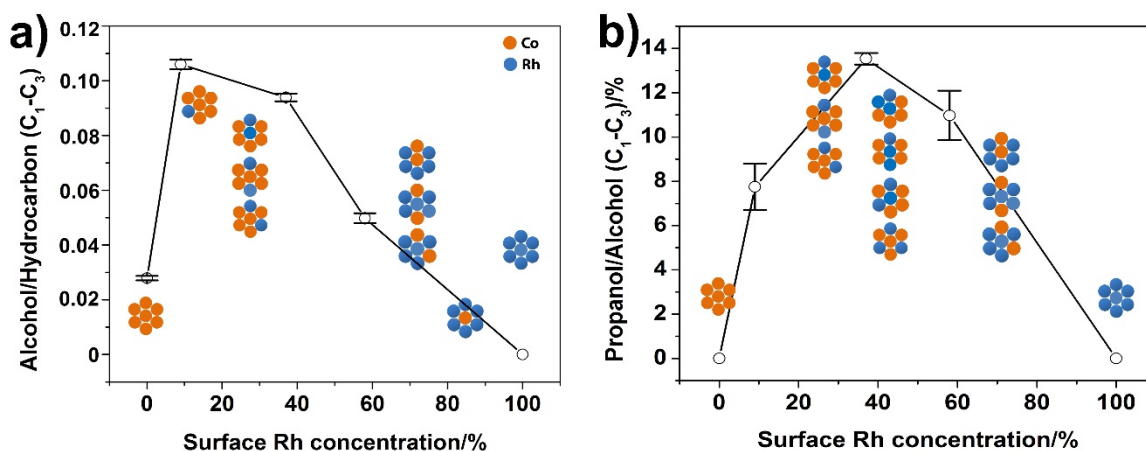 a)
Alcohol/Hydrocarbon (C₁-C₃)
0.12
0.10
0.08
0.06
0.04
0.02
0
Co
Rh
0 20 40 60 80 100
Surface Rh concentration/%
b)
Propanol/Alcohol (C₁-C₃)/%
14
12
10
8
6
4
2
0
0 20 40 60 80 100
Surface Rh concentration/%